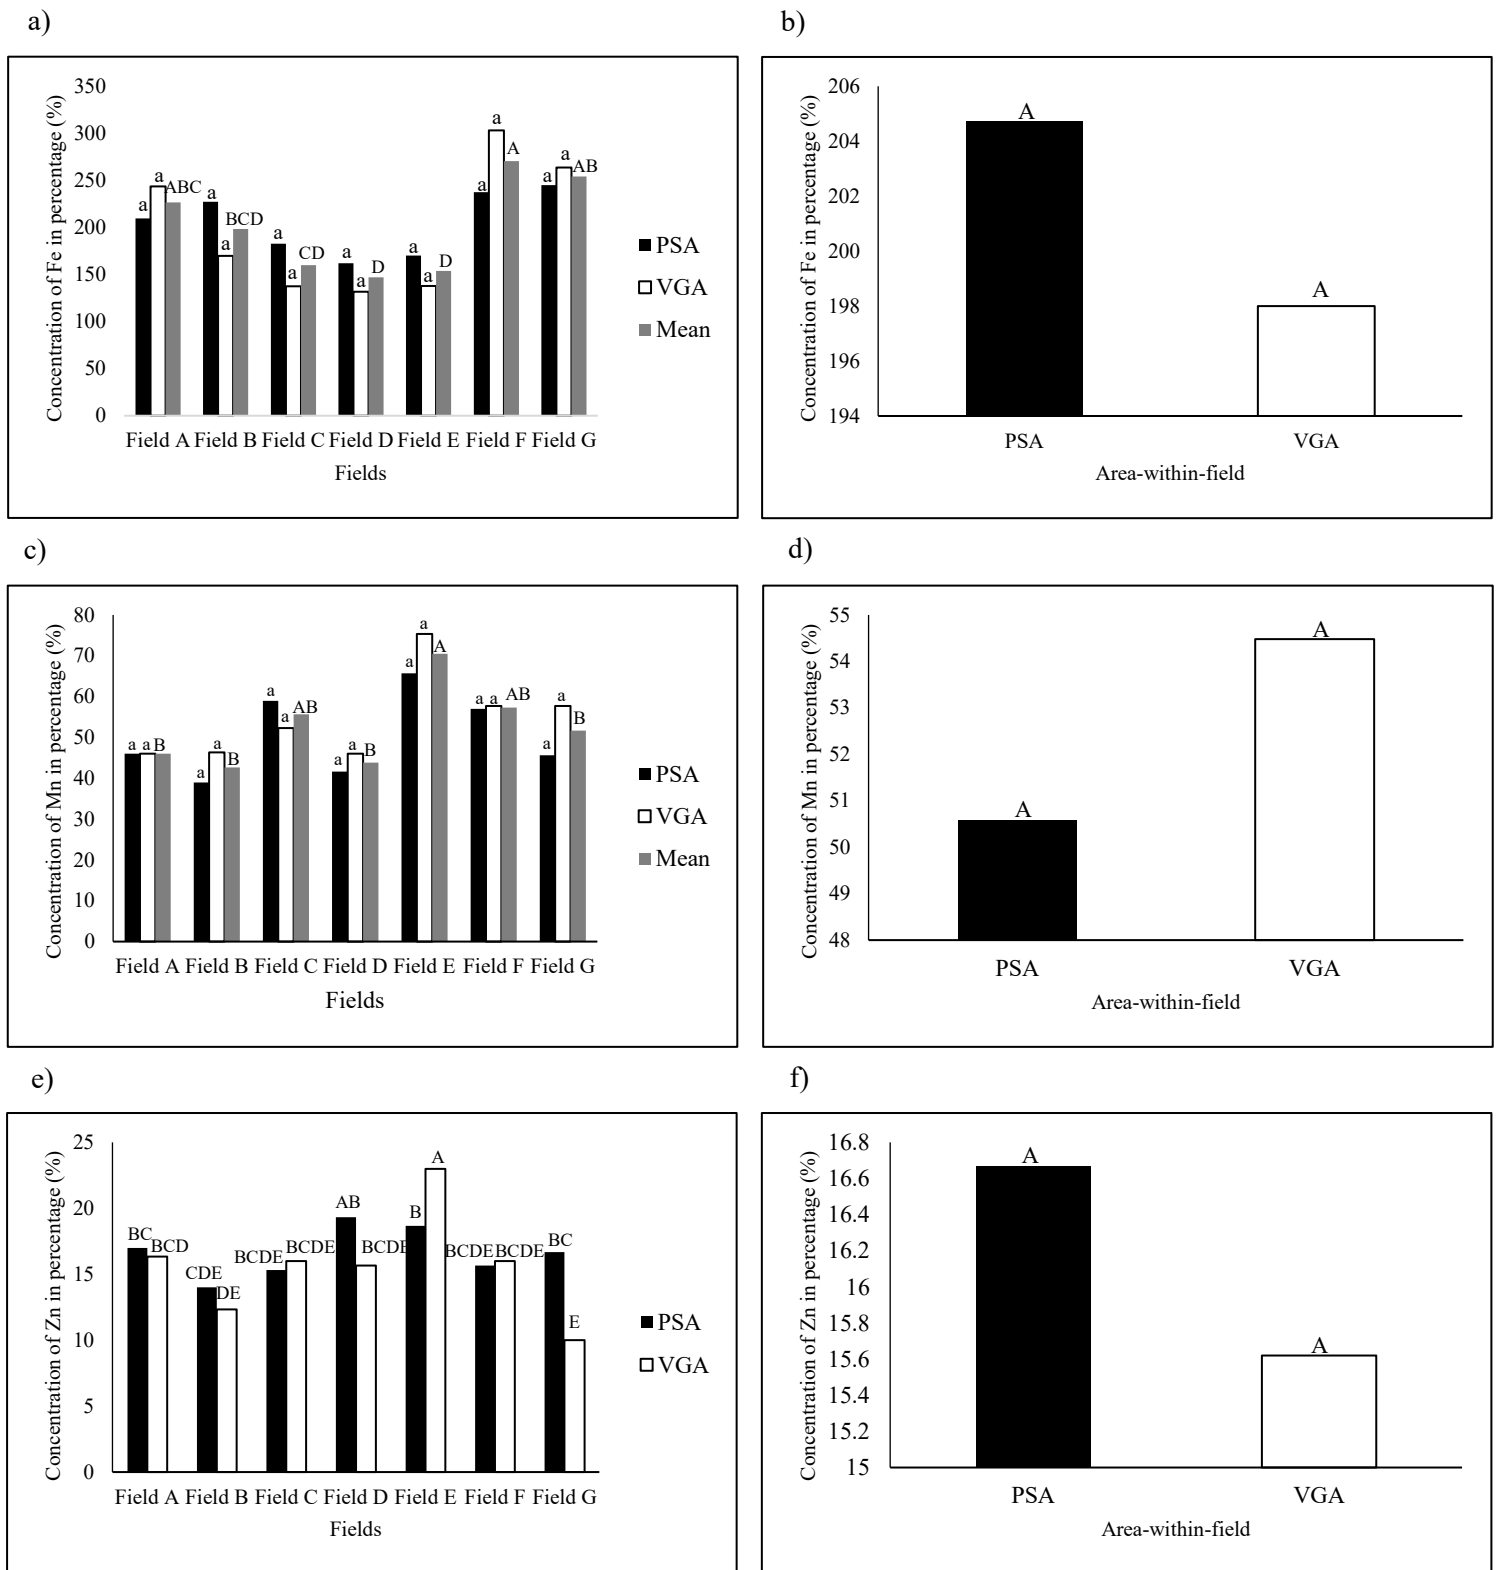 a)
Concentration of Fe in percentage (%)
350
300
250
200
150
100
50
0
a
a
ABC
a
a
BCD
a
a
CD
a
a
D
a
a
D
a
a
A
a
a
AB
Field A Field B Field C Field D Field E Field F Field G
Fields
PSA
VGA
Mean
b)
Concentration of Fe in percentage (%)
206
204
202
200
198
196
194
A
A
PSA VGA
Area-within-field
c)
Concentration of Mn in percentage (%)
80
70
60
50
40
30
20
10
0
a
a
B
a
a
B
a
a
AB
a
a
B
a
a
A
a
a
AB
a
a
B
Field A Field B Field C Field D Field E Field F Field G
Fields
PSA
VGA
Mean
d)
Concentration of Mn in percentage (%)
55
54
53
52
51
50
49
48
A
A
PSA VGA
Area-within-field
e)
Concentration of Zn in percentage (%)
25
20
15
10
5
0
BC
BCD
CDE
DE
BCDE
BCDE
AB
BCDE
B
A
BCDE
BCDE
BC
E
Field A Field B Field C Field D Field E Field F Field G
Fields
PSA
VGA
f)
Concentration of Zn in percentage (%)
16.8
16.6
16.4
16.2
16
15.8
15.6
15.4
15.2
15
A
A
PSA VGA
Area-within-field